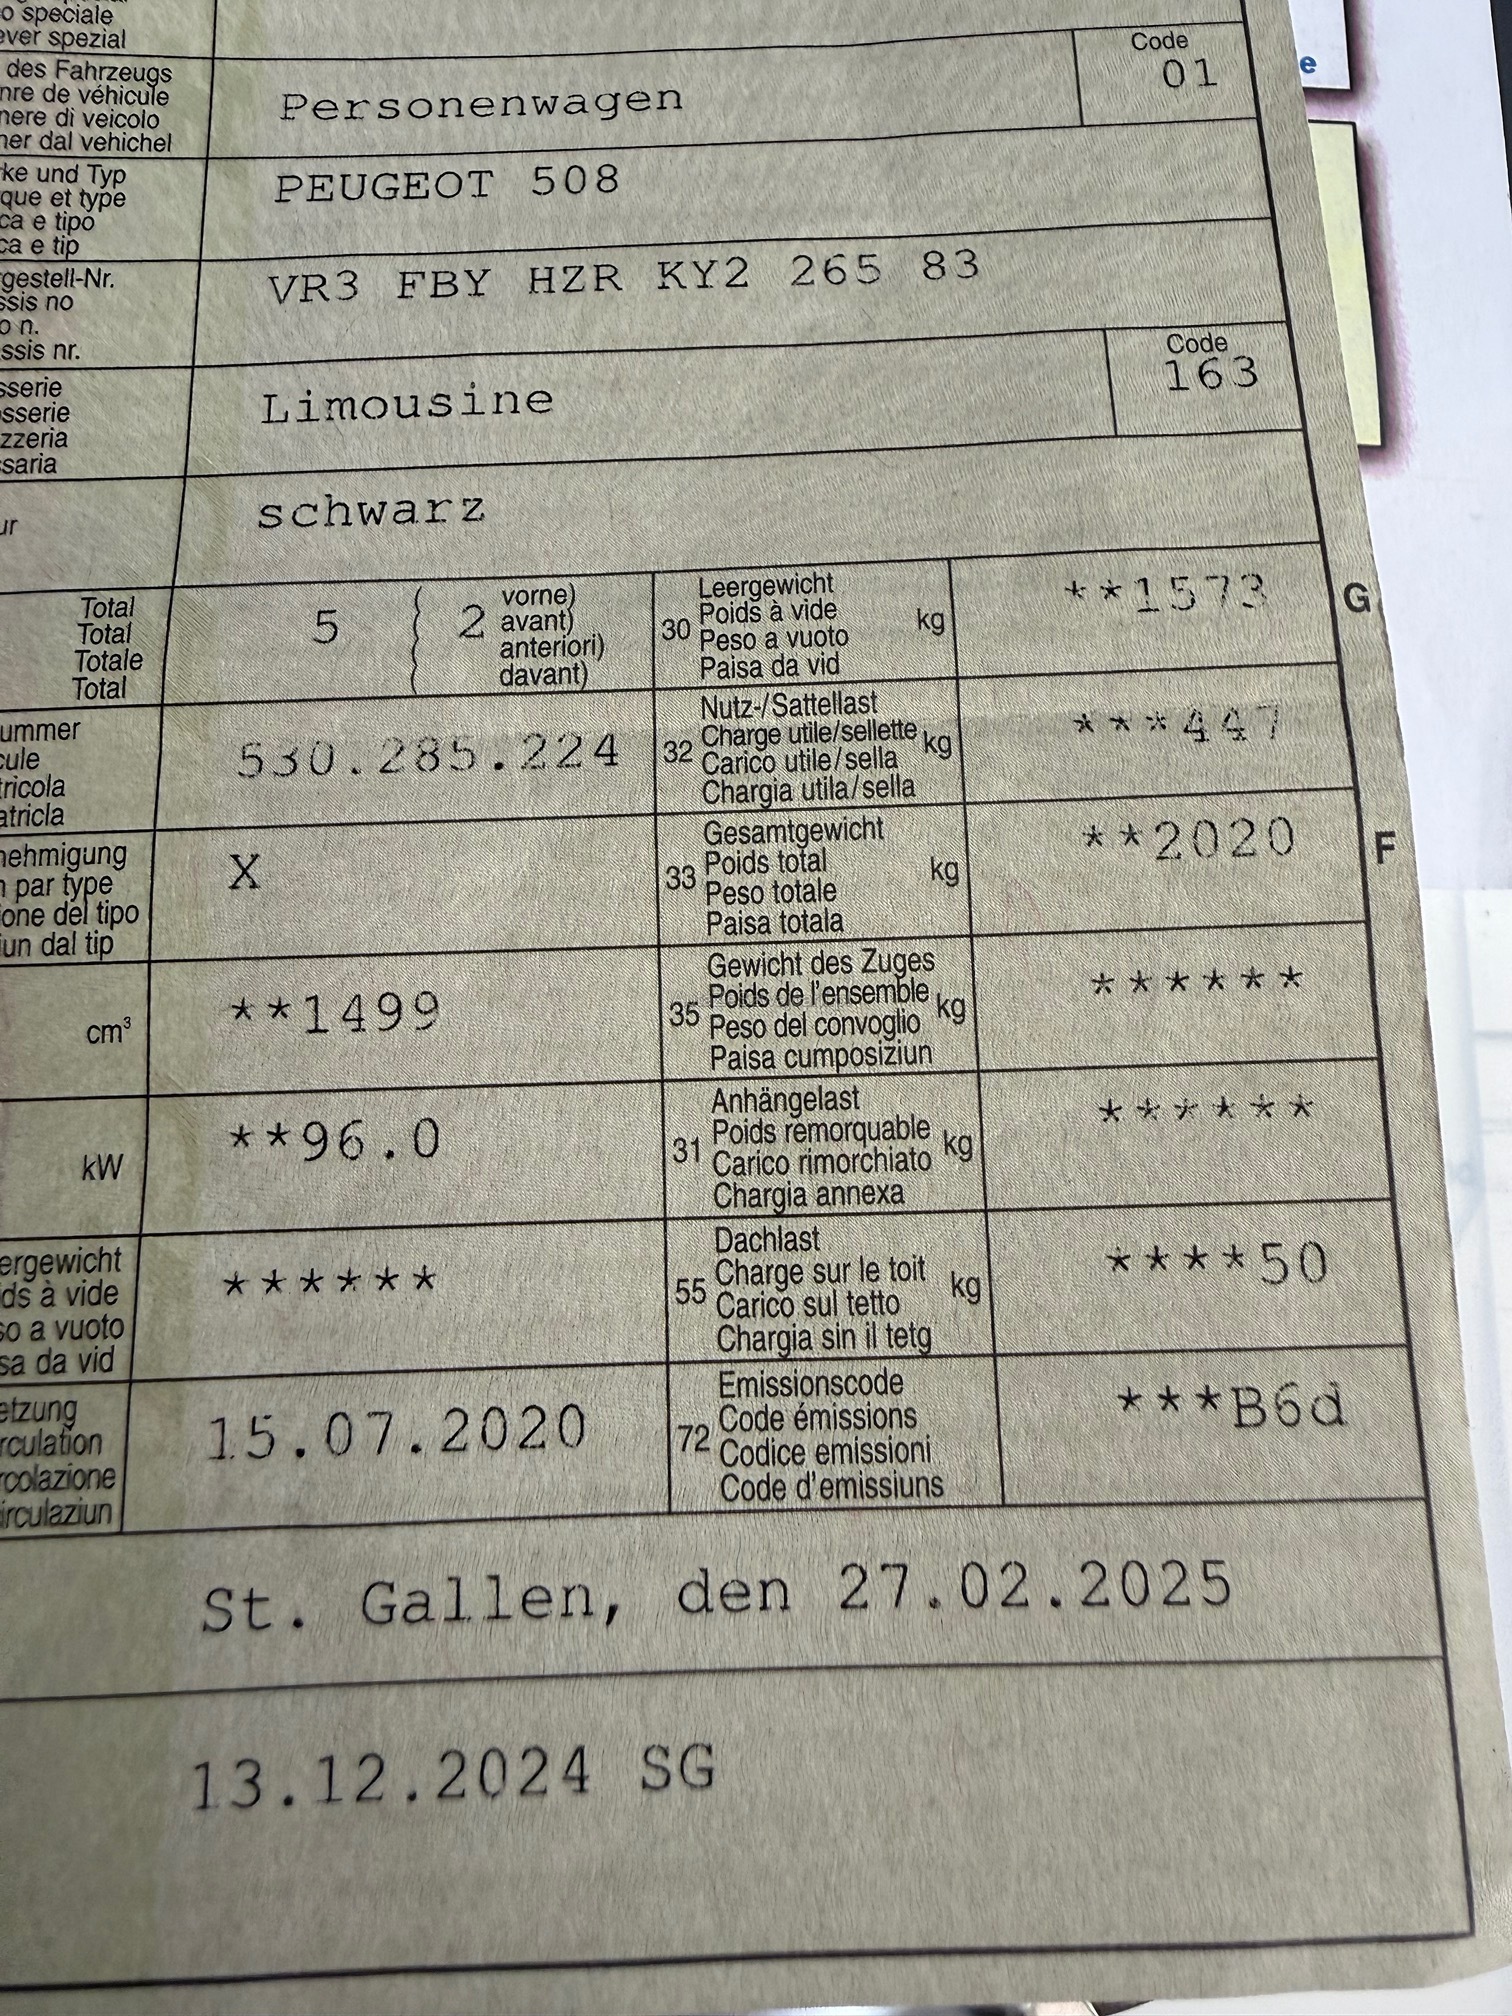 o speciale
ever spezial
des Fahrzeugs
nre de véhicule
nere di veicolo
ner dal vehichel
Personenwagen
Code
01
e
ke und Typ
que et type
ca e tipo
ca e tip
PEUGEOT 508
gestell-Nr.
ssis no
o n.
ssis nr.
VR3 FBY HZR KY2 265 83
sserie
sserie
zzeria
ssaria
Limousine
Code
163
ur
schwarz
Total
Total
Totale
Total
5
2
vorne)
avant)
anteriori)
davant)
30
Leergewicht
Poids à vide
Peso a vuoto
Paisa da vid
kg
**1573
G
ummer
cule
tricola
atricla
530.285.224
32
Nutz-/Sattellast
Charge utile/sellette
Carico utile/sella
Chargia utila/sella
kg
***447
nehmigung
n par type
one del tipo
iun dal tip
X
33
Gesamtgewicht
Poids total
Peso totale
Paisa totala
kg
**2020
F
cm³
**1499
35
Gewicht des Zuges
Poids de l'ensemble
Peso del convoglio
Paisa cumposiziun
kg
******
kW
**96.0
31
Anhängelast
Poids remorquable
Carico rimorchiato
Chargia annexa
kg
******
ergewicht
ds à vide
so a vuoto
sa da vid
******
55
Dachlast
Charge sur le toit
Carico sul tetto
Chargia sin il tetg
kg
****50
etzung
rculation
rcolazione
irculaziun
15.07.2020
72
Emissionscode
Code émissions
Codice emissioni
Code d'emissiuns
***B6d
St. Gallen, den 27.02.2025
13.12.2024 SG